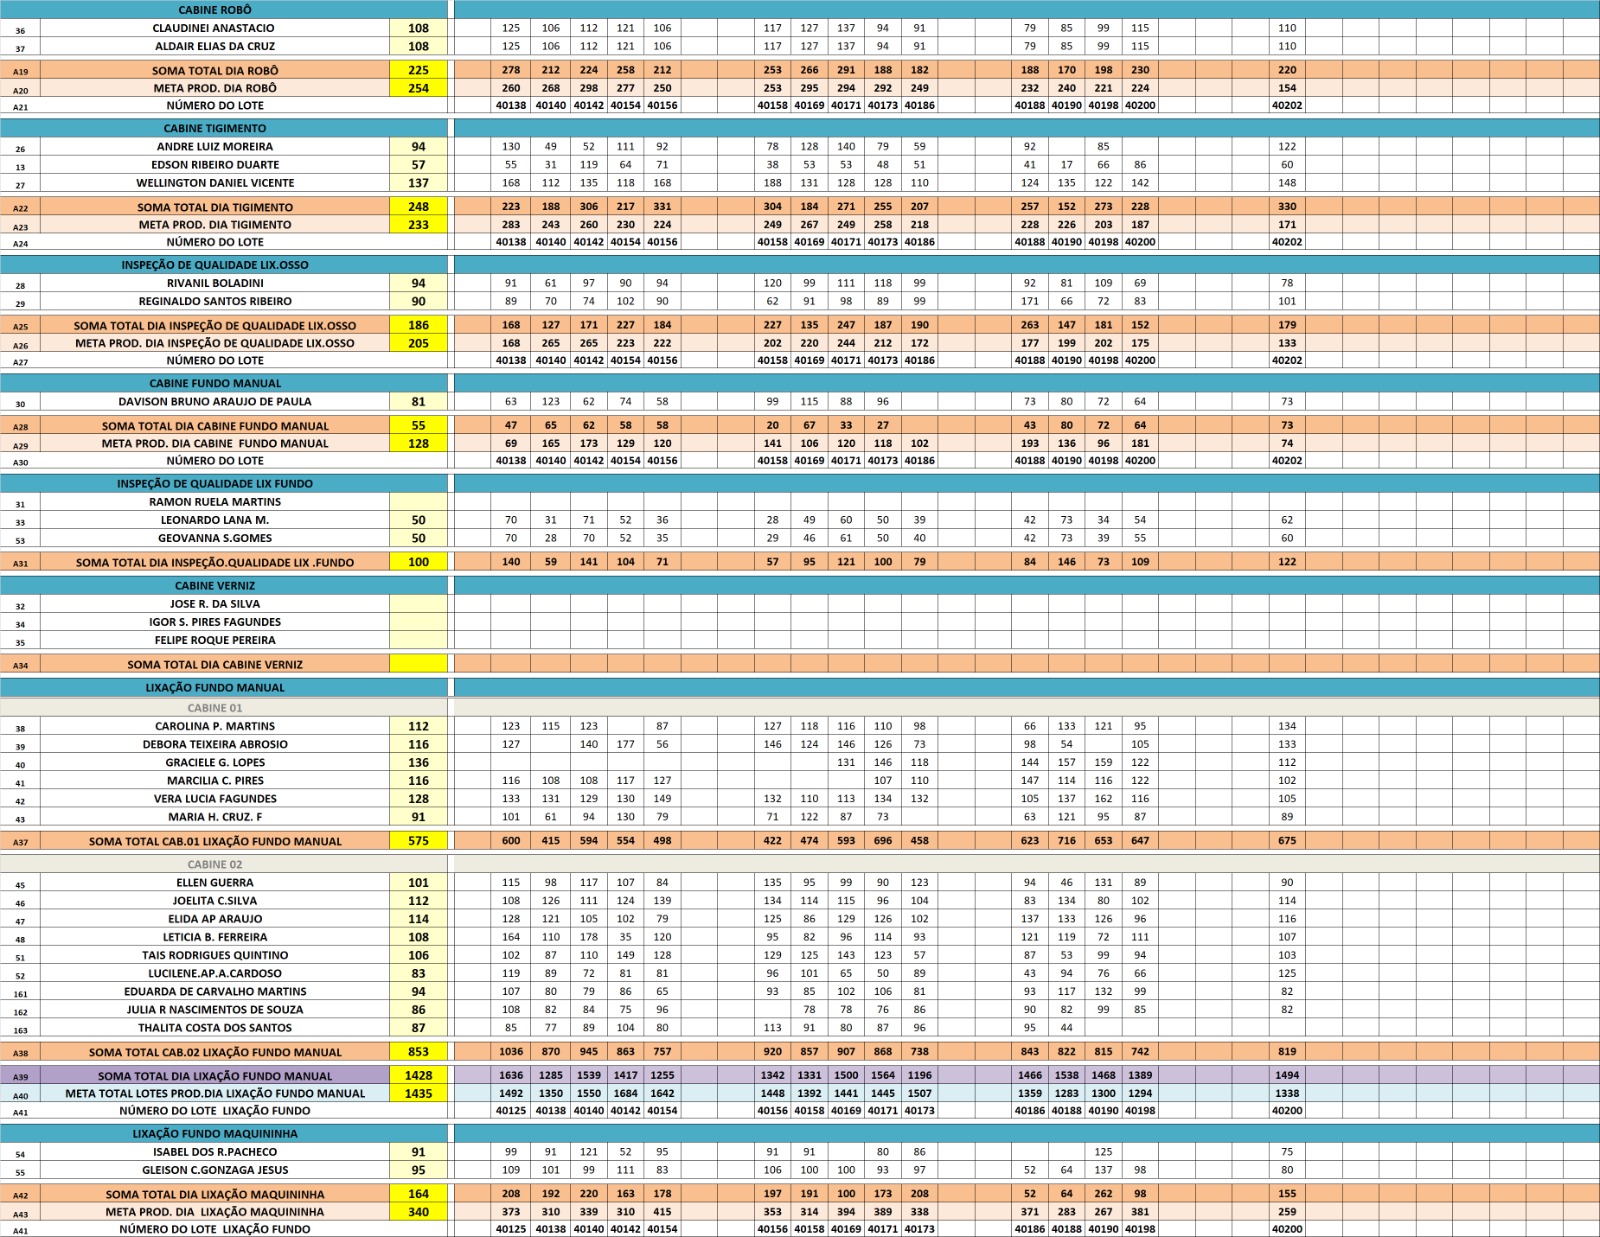 CABINE ROBÔ
36 CLAUDINEI ANASTACIO 108 125 106 112 121 106 117 127 137 94 91 79 85 99 115 110
37 ALDAIR ELIAS DA CRUZ 108 125 106 112 121 106 117 127 137 94 91 79 85 99 115 110
A19 SOMA TOTAL DIA ROBÔ 225 278 212 224 258 212 253 266 291 188 182 188 170 198 230 220
A20 META PROD. DIA ROBÔ 254 260 268 298 277 250 253 295 294 292 249 232 240 221 224 154
A21 NÚMERO DO LOTE 40138 40140 40142 40154 40156 40158 40169 40171 40173 40186 40188 40190 40198 40200 40202
CABINE TIGIMENTO
26 ANDRE LUIZ MOREIRA 94 130 49 52 111 92 78 128 140 79 59 92 85 122
13 EDSON RIBEIRO DUARTE 57 55 31 119 64 71 38 53 53 48 51 41 17 66 86 60
27 WELLINGTON DANIEL VICENTE 137 168 112 135 118 168 188 131 128 128 110 124 135 122 142 148
A22 SOMA TOTAL DIA TIGIMENTO 248 223 188 306 217 331 304 184 271 255 207 257 152 273 228 330
A23 META PROD. DIA TIGIMENTO 233 283 243 260 230 224 249 267 249 258 218 228 226 203 187 171
A24 NÚMERO DO LOTE 40138 40140 40142 40154 40156 40158 40169 40171 40173 40186 40188 40190 40198 40200 40202
INSPEÇÃO DE QUALIDADE LIX.OSSO
28 RIVANIL BOLADINI 94 91 61 97 90 94 120 99 111 118 99 92 81 109 69 78
29 REGINALDO SANTOS RIBEIRO 90 89 70 74 102 90 62 91 98 89 99 171 66 72 83 101
A25 SOMA TOTAL DIA INSPEÇÃO DE QUALIDADE LIX.OSSO 186 168 127 171 227 184 227 135 247 187 190 263 147 181 152 179
A26 META PROD. DIA INSPEÇÃO DE QUALIDADE LIX.OSSO 205 168 265 265 223 222 202 220 244 212 172 177 199 202 175 133
A27 NÚMERO DO LOTE 40138 40140 40142 40154 40156 40158 40169 40171 40173 40186 40188 40190 40198 40200 40202
CABINE FUNDO MANUAL
30 DAVISON BRUNO ARAUJO DE PAULA 81 63 123 62 74 58 99 115 88 96 73 80 72 64 73
A28 SOMA TOTAL DIA CABINE FUNDO MANUAL 55 47 65 62 58 58 20 67 33 27 43 80 72 64 73
A29 META PROD. DIA CABINE FUNDO MANUAL 128 69 165 173 129 120 141 106 120 118 102 193 136 96 181 74
A30 NÚMERO DO LOTE 40138 40140 40142 40154 40156 40158 40169 40171 40173 40186 40188 40190 40198 40200 40202
INSPEÇÃO DE QUALIDADE LIX FUNDO
31 RAMON RUELA MARTINS
33 LEONARDO LANA M. 50 70 31 71 52 36 28 49 60 50 39 42 73 34 54 62
53 GEOVANNA S.GOMES 50 70 28 70 52 35 29 46 61 50 40 42 73 39 55 60
A31 SOMA TOTAL DIA INSPEÇÃO.QUALIDADE LIX .FUNDO 100 140 59 141 104 71 57 95 121 100 79 84 146 73 109 122
CABINE VERNIZ
32 JOSE R. DA SILVA
34 IGOR S. PIRES FAGUNDES
35 FELIPE ROQUE PEREIRA
A34 SOMA TOTAL DIA CABINE VERNIZ
LIXAÇÃO FUNDO MANUAL
CABINE 01
38 CAROLINA P. MARTINS 112 123 115 123 87 127 118 116 110 98 66 133 121 95 134
39 DEBORA TEIXEIRA ABROSIO 116 127 140 177 56 146 124 146 126 73 98 54 105 133
40 GRACIELE G. LOPES 136 131 146 118 144 157 159 122 112
41 MARCILIA C. PIRES 116 116 108 108 117 127 107 110 147 114 116 122 102
42 VERA LUCIA FAGUNDES 128 133 131 129 130 149 132 110 113 134 132 105 137 162 116 105
43 MARIA H. CRUZ. F 91 101 61 94 130 79 71 122 87 73 63 121 95 87 89
A37 SOMA TOTAL CAB.01 LIXAÇÃO FUNDO MANUAL 575 600 415 594 554 498 422 474 593 696 458 623 716 653 647 675
CABINE 02
45 ELLEN GUERRA 101 115 98 117 107 84 135 95 99 90 123 94 46 131 89 90
46 JOELITA C.SILVA 112 108 126 111 124 139 134 114 115 96 104 83 134 80 102 114
47 ELIDA AP ARAUJO 114 128 121 105 102 79 125 86 129 126 102 137 133 126 96 116
48 LETICIA B. FERREIRA 108 164 110 178 35 120 95 82 96 114 93 121 119 72 111 107
51 TAIS RODRIGUES QUINTINO 106 102 87 110 149 128 129 125 143 123 57 87 53 99 94 103
52 LUCILENE.AP.A.CARDOSO 83 119 89 72 81 81 96 101 65 50 89 43 94 76 66 125
161 EDUARDA DE CARVALHO MARTINS 94 107 80 79 86 65 93 85 102 106 81 93 117 132 99 82
162 JULIA R NASCIMENTOS DE SOUZA 86 108 82 84 75 96 78 78 76 86 90 82 99 85 82
163 THALITA COSTA DOS SANTOS 87 85 77 89 104 80 113 91 80 87 96 95 44
A38 SOMA TOTAL CAB.02 LIXAÇÃO FUNDO MANUAL 853 1036 870 945 863 757 920 857 907 868 738 843 822 815 742 819
A39 SOMA TOTAL DIA LIXAÇÃO FUNDO MANUAL 1428 1636 1285 1539 1417 1255 1342 1331 1500 1564 1196 1466 1538 1468 1389 1494
A40 META TOTAL LOTES PROD.DIA LIXAÇÃO FUNDO MANUAL 1435 1492 1350 1550 1684 1642 1448 1392 1441 1445 1507 1359 1283 1300 1294 1338
A41 NÚMERO DO LOTE LIXAÇÃO FUNDO 40125 40138 40140 40142 40154 40156 40158 40169 40171 40173 40186 40188 40190 40198 40200
LIXAÇÃO FUNDO MAQUININHA
54 ISABEL DOS R.PACHECO 91 99 91 121 52 95 91 91 80 86 125 75
55 GLEISON C.GONZAGA JESUS 95 109 101 99 111 83 106 100 100 93 97 52 64 137 98 80
A42 SOMA TOTAL DIA LIXAÇÃO MAQUININHA 164 208 192 220 163 178 197 191 100 173 208 52 64 262 98 155
A43 META PROD. DIA LIXAÇÃO MAQUININHA 340 373 310 339 310 415 353 314 394 389 338 371 283 267 381 259
A41 NÚMERO DO LOTE LIXAÇÃO FUNDO 40125 40138 40140 40142 40154 40156 40158 40169 40171 40173 40186 40188 40190 40198 40200